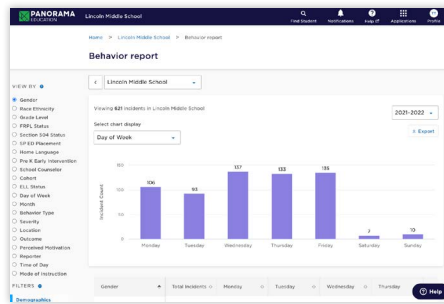 PANORAMA
EDUCATION
Lincoln Middle School
Find Student
Notifications
Help
Applications
Profile
Home > Lincoln Middle School > Behavior report
Behavior report
VIEW BY
Gender
Race Ethnicity
Grade Level
FRPL Status
Section 504 Status
SP ED Placement
Home Language
Pre K Early Intervention
School Counselor
Cohort
ELL Status
Day of Week
Month
Behavior Type
Severity
Location
Outcome
Perceived Motivation
Reporter
Time of Day
Mode of Instruction
FILTERS
Demographics
Lincoln Middle School
Viewing 621 incidents in Lincoln Middle School
2021-2022
Select chart display
Export
Day of Week
Incident Count
150
100
50
0
106
93
137
133
135
7
10
Monday
Tuesday
Wednesday
Thursday
Friday
Saturday
Sunday
Gender
Total Incidents
Monday
Tuesday
Wednesday
Thursday
Help